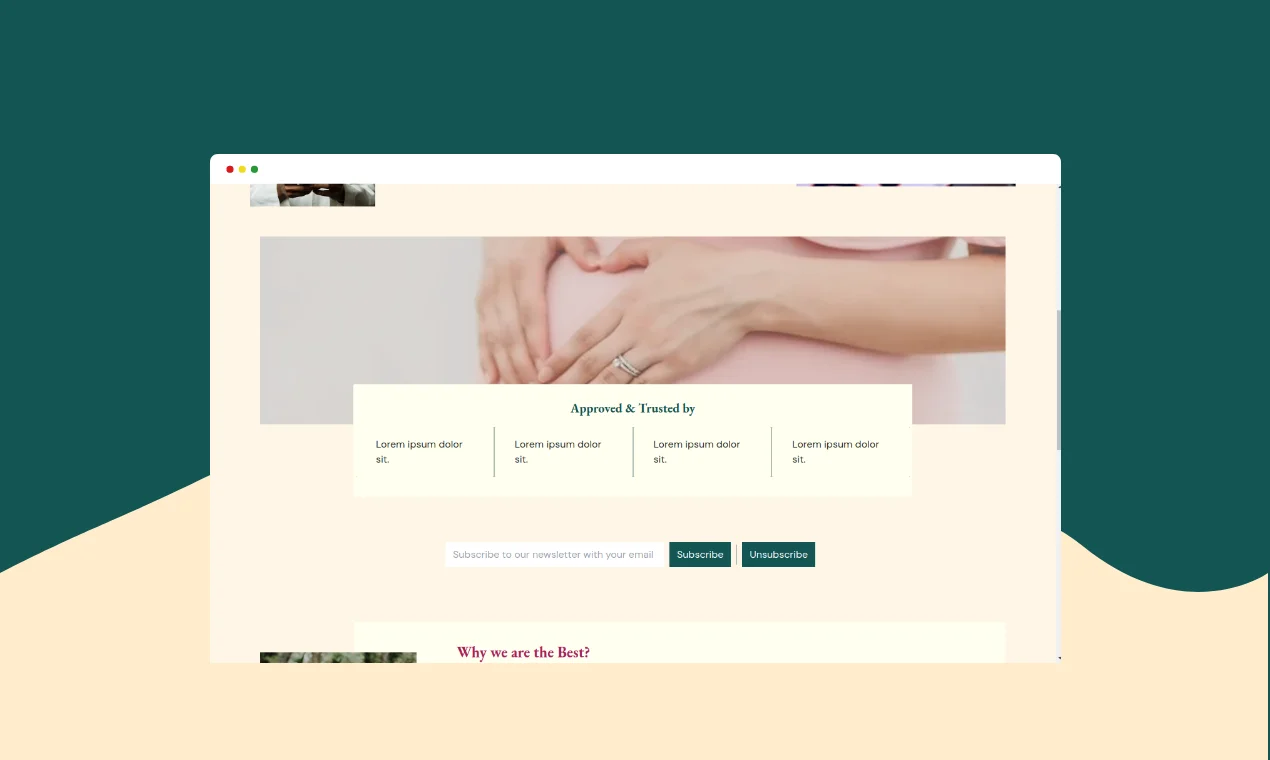 Approved & Trusted by
Lorem ipsum dolor
sit.
Lorem ipsum dolor
sit.
Lorem ipsum dolor
sit.
Lorem ipsum dolor
sit.
Subscribe to our newsletter with your email
Subscribe
Unsubscribe
Why we are the Best?